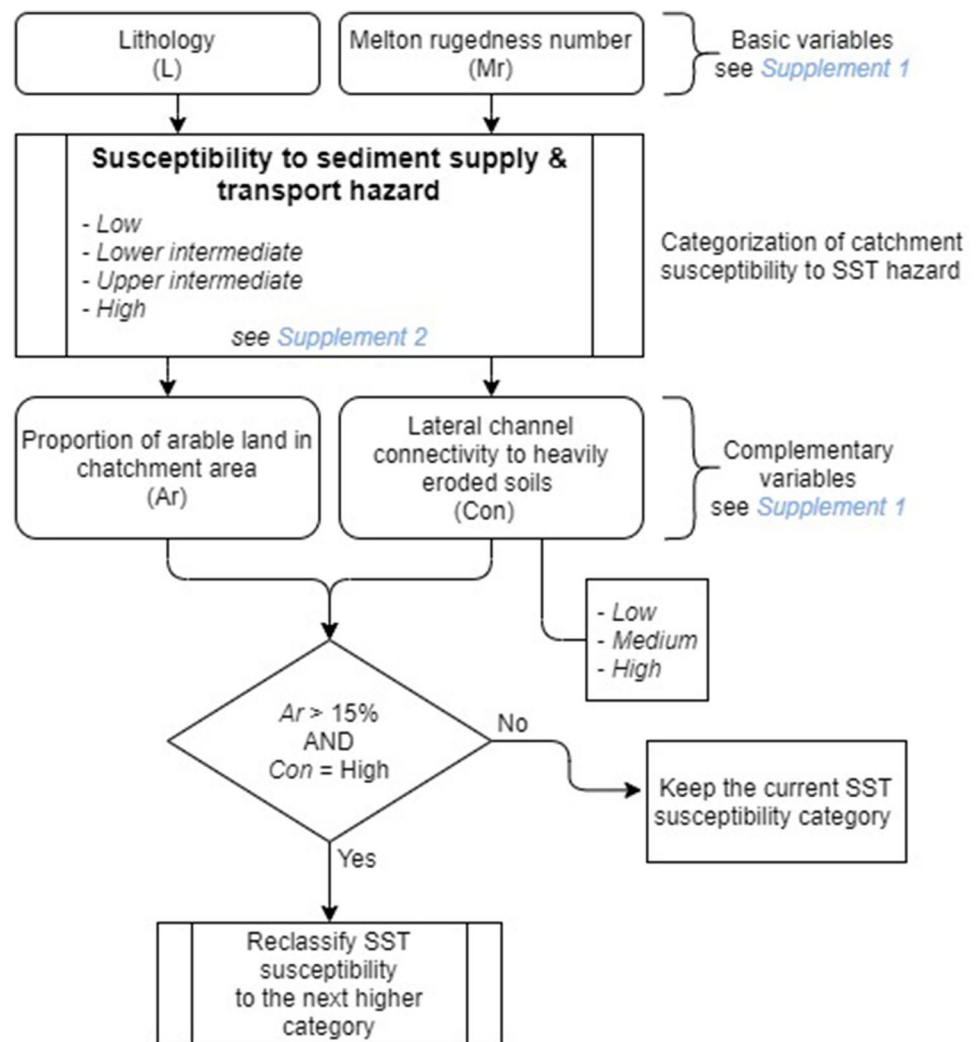 Lithology
(L)
Melton rugedness number
(Mr)
Basic variables
see Supplement 1
Susceptibility to sediment supply &
transport hazard
- Low
- Lower intermediate
- Upper intermediate
- High
see Supplement 2
Categorization of catchment
susceptibility to SST hazard
Proportion of arable land in
chatchment area
(Ar)
Lateral channel
connectivity to heavily
eroded soils
(Con)
Complementary
variables
see Supplement 1
- Low
- Medium
- High
Ar > 15%
AND
Con = High
No
Keep the current SST
susceptibility category
Yes
Reclassify SST
susceptibility
to the next higher
category